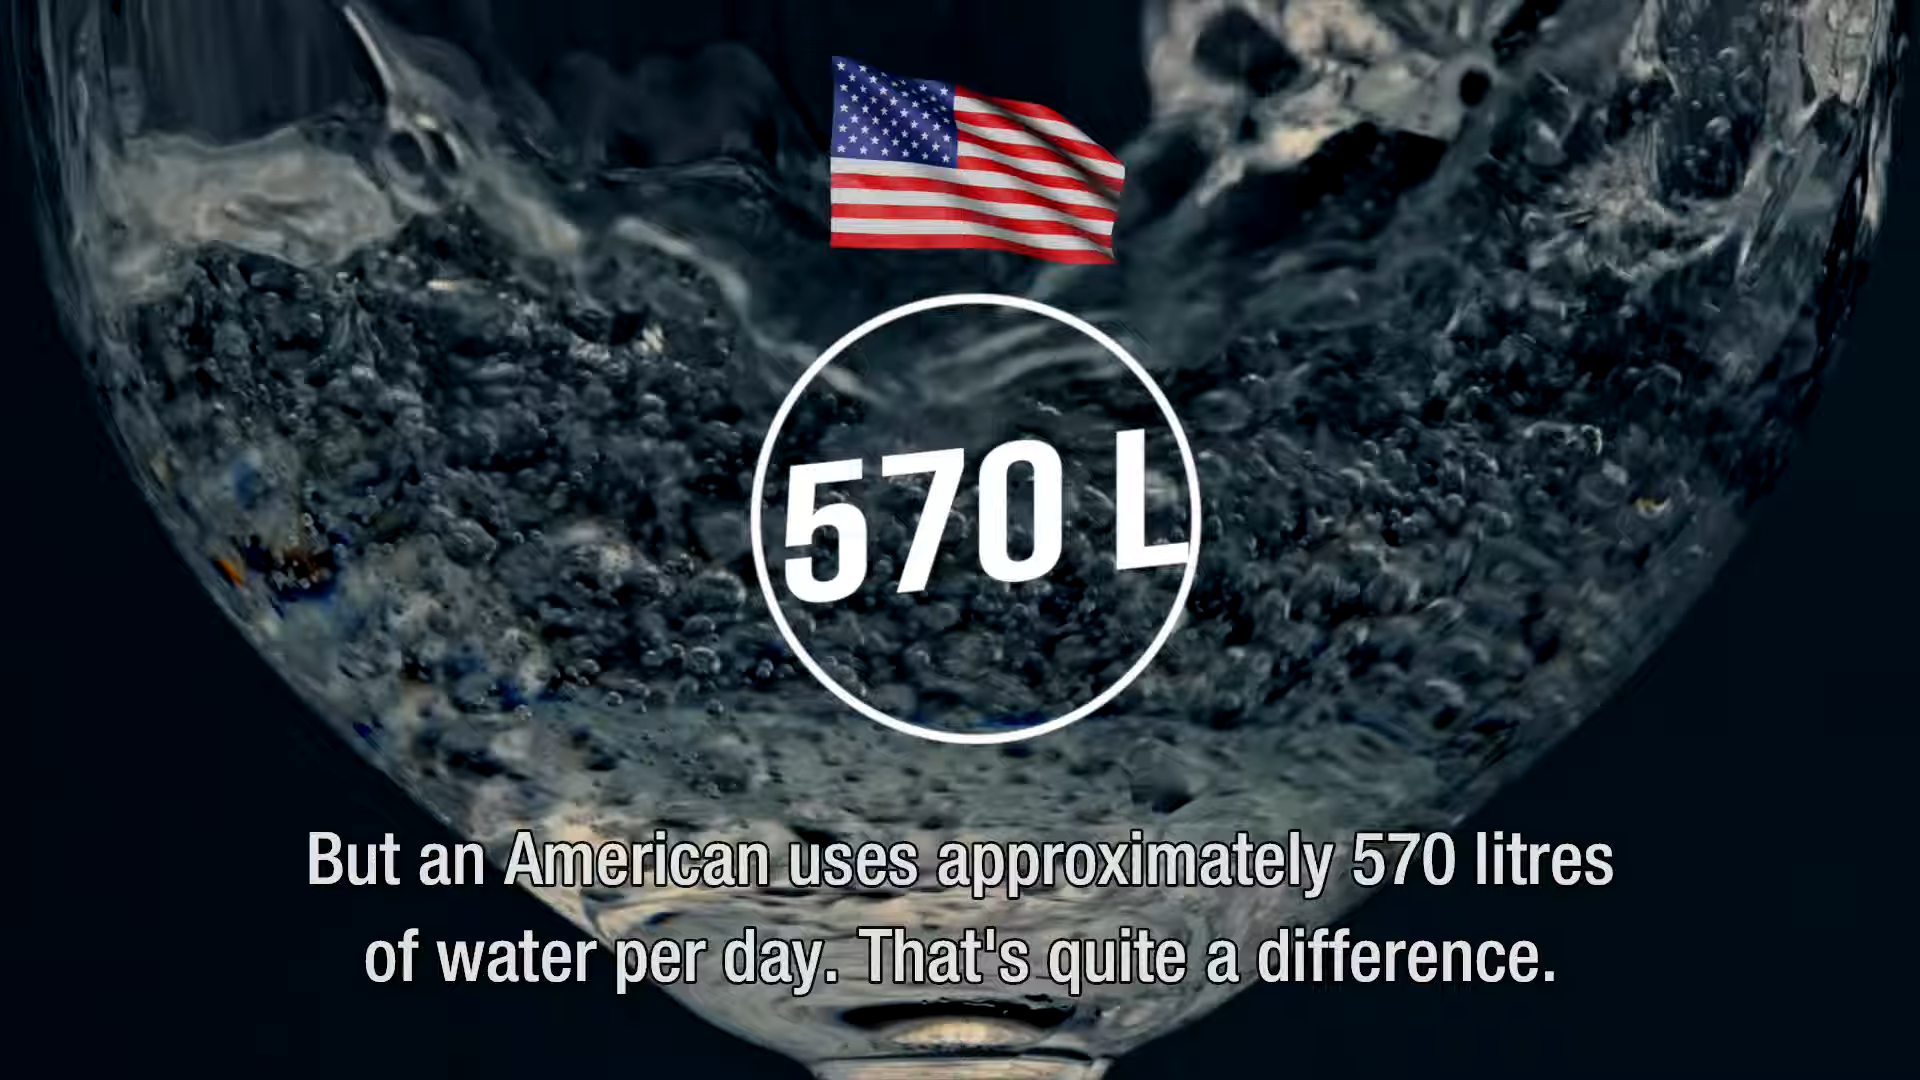 570 L
But an American uses approximately 570 litres
of water per day. That's quite a difference.